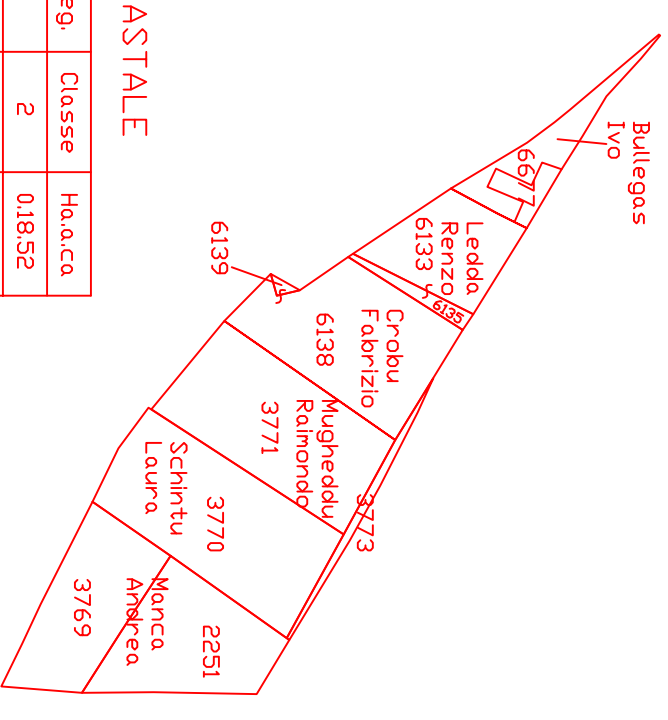 Bullegas
Ivo
6617
Ledda
Renzo
6133
6135
Crobu
Fabrizio
6138
6139
Mugheddu
Raimondo
3771
3773
Schintu
Laura
3770
Manca
Andrea
2251
3769
ASTALE
eg. Classe Ha.a.ca
2 0.18.52